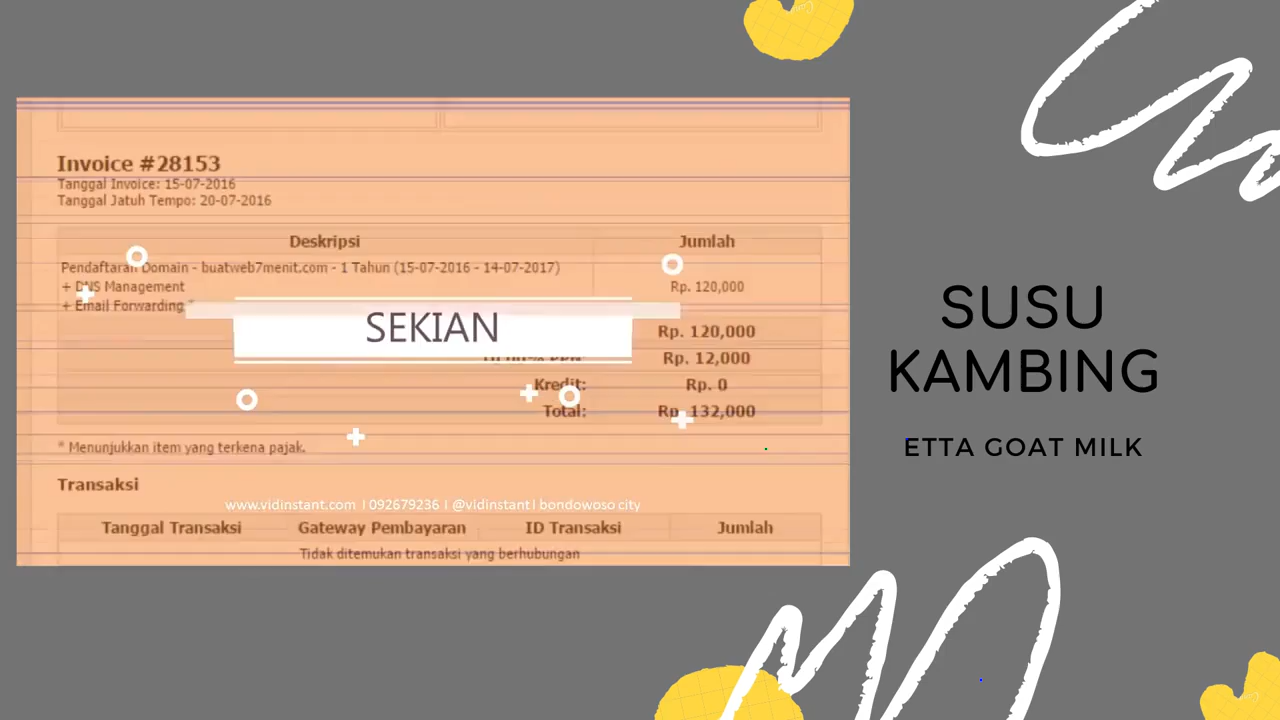 Invoice #28153
Tanggal Invoice: 15-07-2016
Tanggal Jatuh Tempo: 20-07-2016
Deskripsi Jumlah
Pendaftaran Domain - buatweb7menit.com - 1 Tahun (15-07-2016 - 14-07-2017)
+ DNS Management Rp. 120,000
+ Email Forwarding *
SEKIAN
Rp. 120,000
Rp. 12,000
Kredit: Rp. 0
Total: Rp. 132,000
* Menunjukkan item yang terkena pajak.
Transaksi
www.vidinstant.com | 092679236 | @vidinstant | bondowoso city
Tanggal Transaksi Gateway Pembayaran ID Transaksi Jumlah
Tidak ditemukan transaksi yang berhubungan
SUSU
KAMBING
ETTA GOAT MILK